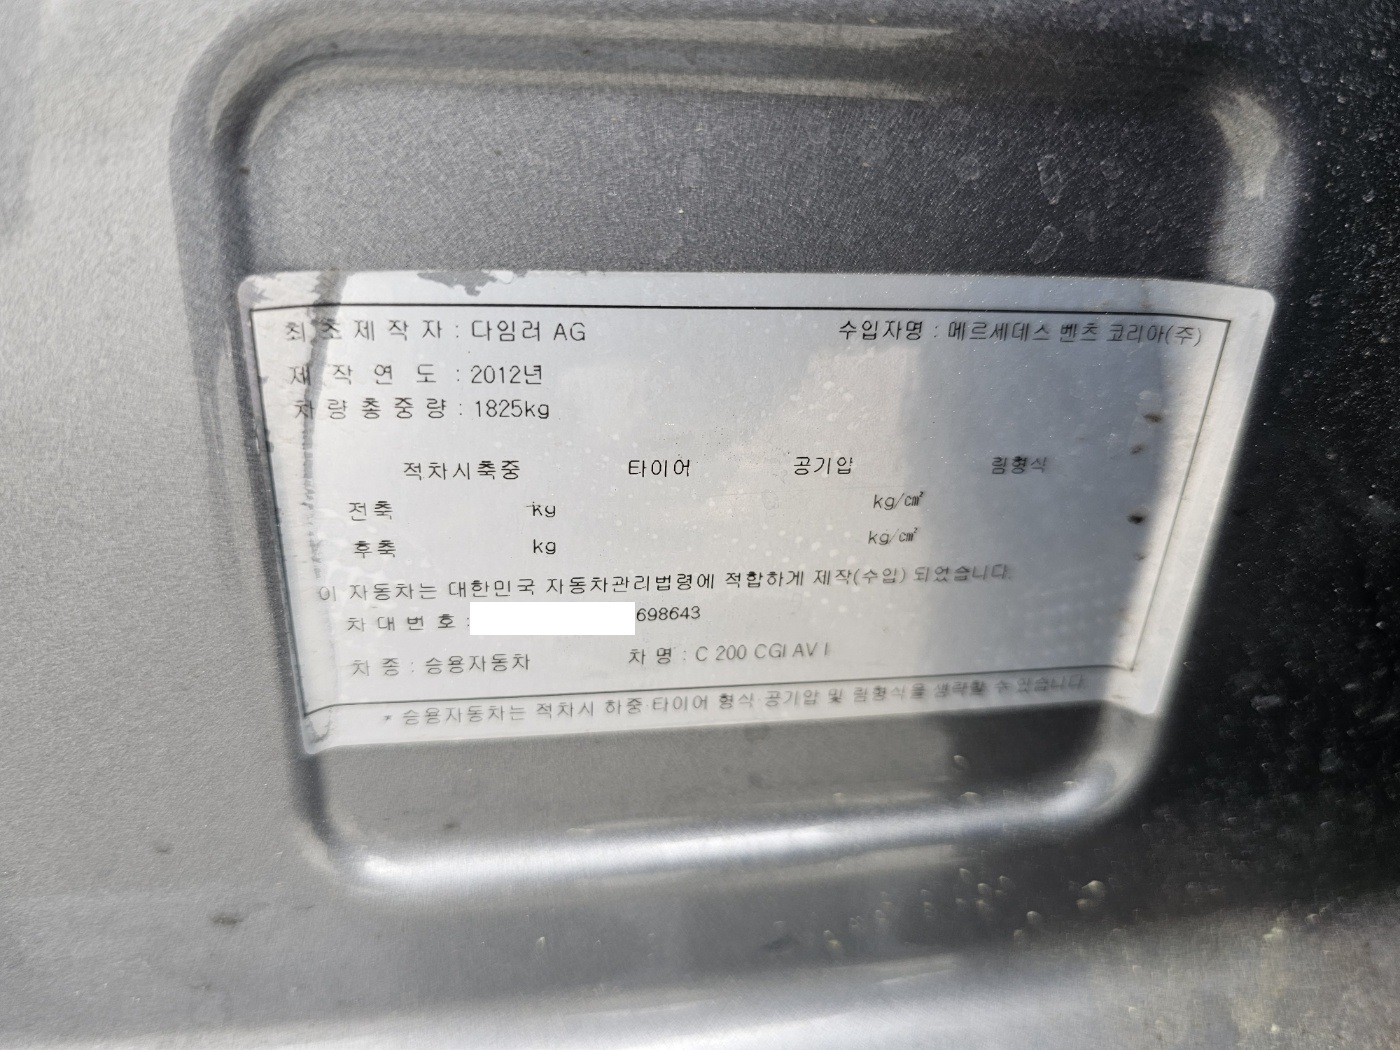 최초제작자 : 다임러 AG 수입자명 : 메르세데스 벤츠 코리아(주)
제작연도 : 2012년
차량총중량 : 1825kg
적차시축중 타이어 공기압 림형식
전축 kg kg/㎠
후축 kg kg/㎠
이 자동차는 대한민국 자동차관리법령에 적합하게 제작(수입) 되었습니다.
차대번호 : 698643
차종 : 승용자동차 차명 : C 200 CGI AV I
* 승용자동차는 적차시 하중·타이어 형식·공기압 및 림형식을 생략할 수 있습니다.